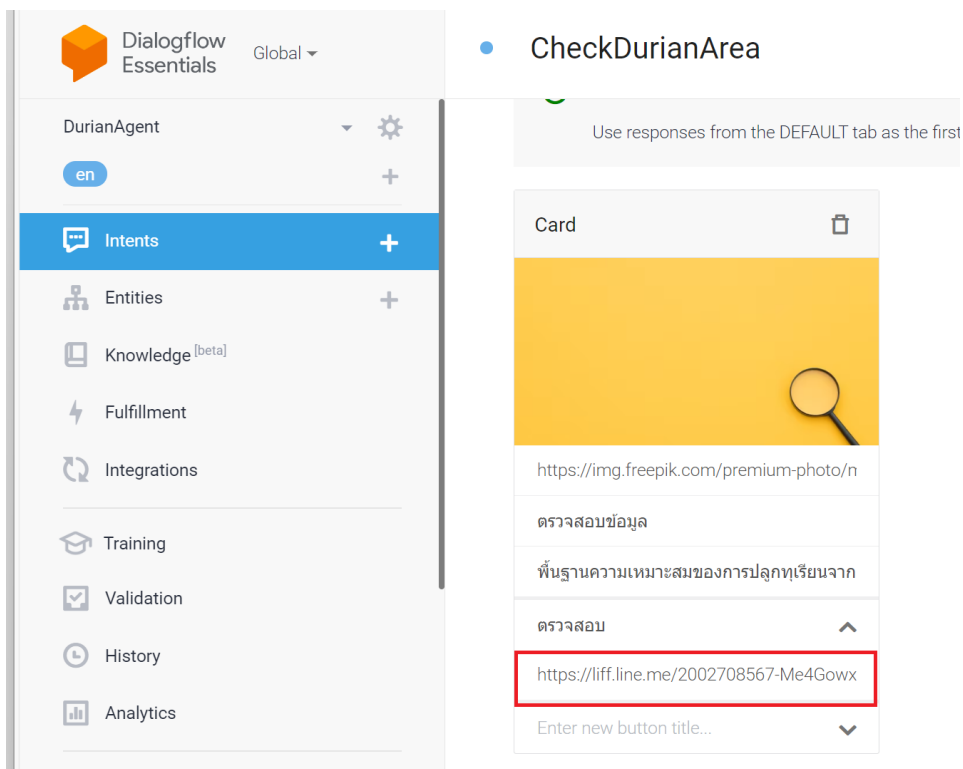 Dialogflow
Essentials
Global
CheckDurianArea
DurianAgent
en
Use responses from the DEFAULT tab as the first
Intents
Entities
Knowledge [beta]
Fulfillment
Integrations
Training
Validation
History
Analytics
Card
https://img.freepik.com/premium-photo/n
ตรวจสอบข้อมูล
พื้นฐานความเหมาะสมของการปลูกทุเรียนจาก
ตรวจสอบ
https://liff.line.me/2002708567-Me4Gowx
Enter new button title...